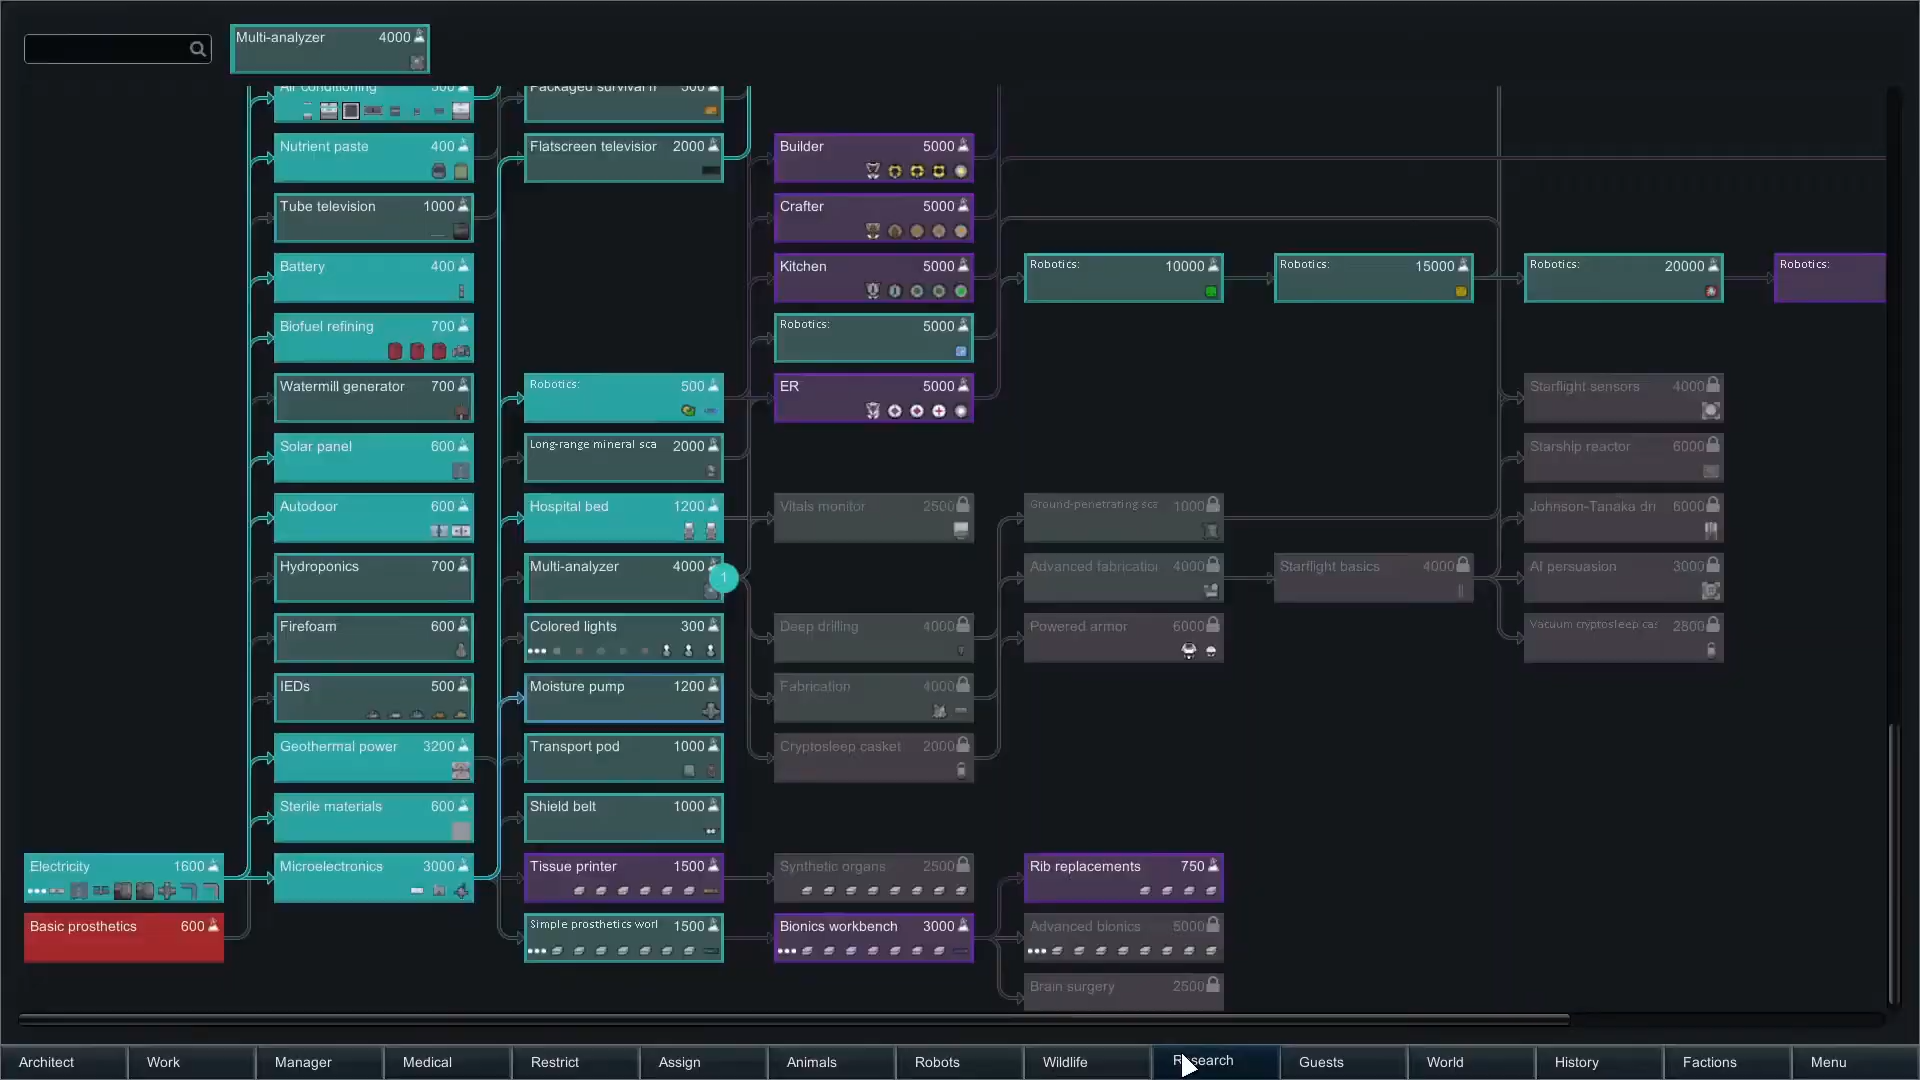 Multi-analyzer 4000
Air conditioning 500
Packaged survival m 500
Nutrient paste 400
Flatscreen televisior 2000
Builder 5000
Tube television 1000
Crafter 5000
Battery 400
Kitchen 5000
Robotics: 10000
Robotics: 15000
Robotics: 20000
Robotics:
Biofuel refining 700
Robotics: 5000
Watermill generator 700
Robotics: 500
ER 5000
Starflight sensors 4000
Solar panel 600
Long-range mineral sca 2000
Starship reactor 6000
Autodoor 600
Hospital bed 1200
Vitals monitor 2500
Ground-penetrating sca 1000
Johnson-Tanaka dri 6000
Hydroponics 700
Multi-analyzer 4000
1
Advanced fabricatior 4000
Starflight basics 4000
AI persuasion 3000
Firefoam 600
Colored lights 300
Deep drilling 4000
Powered armor 6000
Vacuum cryptosleep cas 2800
IEDs 500
Moisture pump 1200
Fabrication 4000
Geothermal power 3200
Transport pod 1000
Cryptosleep casket 2000
Sterile materials 600
Shield belt 1000
Electricity 1600
Microelectronics 3000
Tissue printer 1500
Synthetic organs 2500
Rib replacements 750
Basic prosthetics 600
Simple prosthetics worl 1500
Bionics workbench 3000
Advanced bionics 5000
Brain surgery 2500
Architect Work Manager Medical Restrict Assign Animals Robots Wildlife Research Guests World History Factions Menu